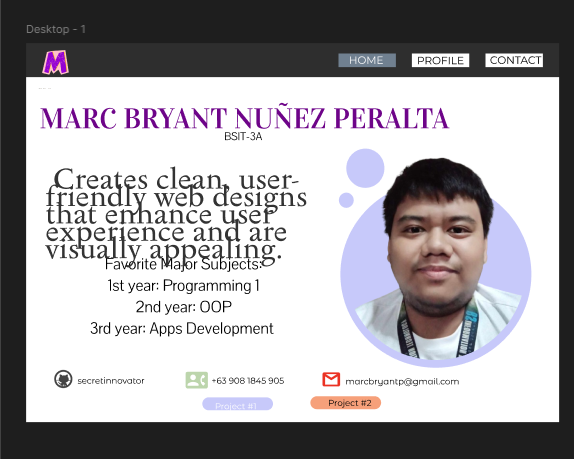 Desktop - 1
M
HOME PROFILE CONTACT
MARC BRYANT NUÑEZ PERALTA
BSIT-3A
Creates clean, user-
friendly web designs
that enhance user
experience and are
visually appealing.
Favorite Major Subjects:
1st year: Programming 1
2nd year: OOP
3rd year: Apps Development
secretinnovator +63 908 1845 905 marcbryantp@gmail.com
Project #1 Project #2